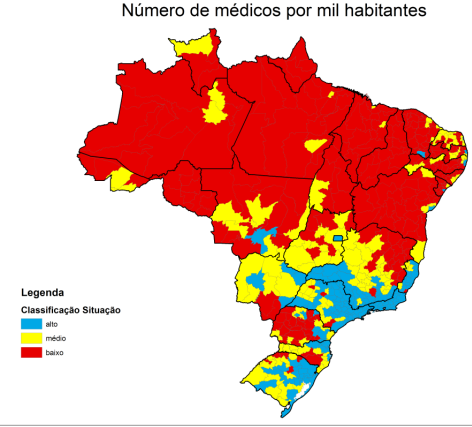 Número de médicos por mil habitantes
Legenda
Classificação Situação
alto
médio
baixo